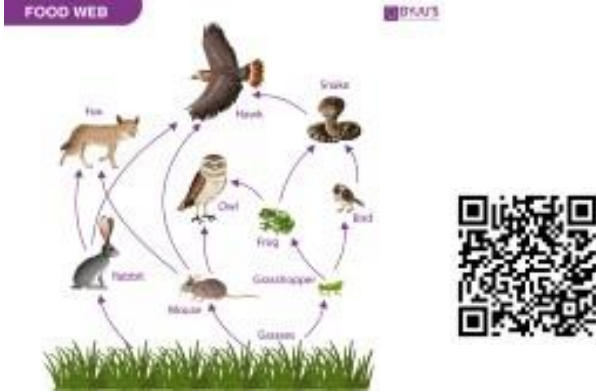 FOOD WEB
BYJU'S
Snake
Fox
Hawk
Owl
Bird
Frog
Rabbit
Grasshopper
Mouse
Grasses